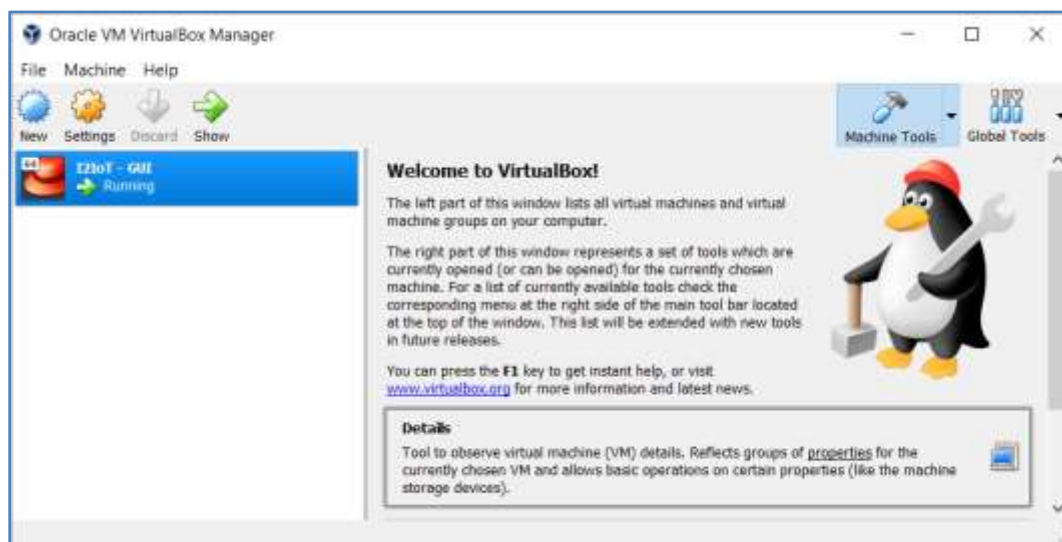 Oracle VM VirtualBox Manager
File Machine Help
New Settings Discard Show
Machine Tools Global Tools
64
I2IoT - GUI
Running
Welcome to VirtualBox!
The left part of this window lists all virtual machines and virtual
machine groups on your computer.
The right part of this window represents a set of tools which are
currently opened (or can be opened) for the currently chosen
machine. For a list of currently available tools check the
corresponding menu at the right side of the main tool bar located
at the top of the window. This list will be extended with new tools
in future releases.
You can press the F1 key to get instant help, or visit
www.virtualbox.org for more information and latest news.
Details
Tool to observe virtual machine (VM) details. Reflects groups of properties for the
currently chosen VM and allows basic operations on certain properties (like the machine
storage devices).